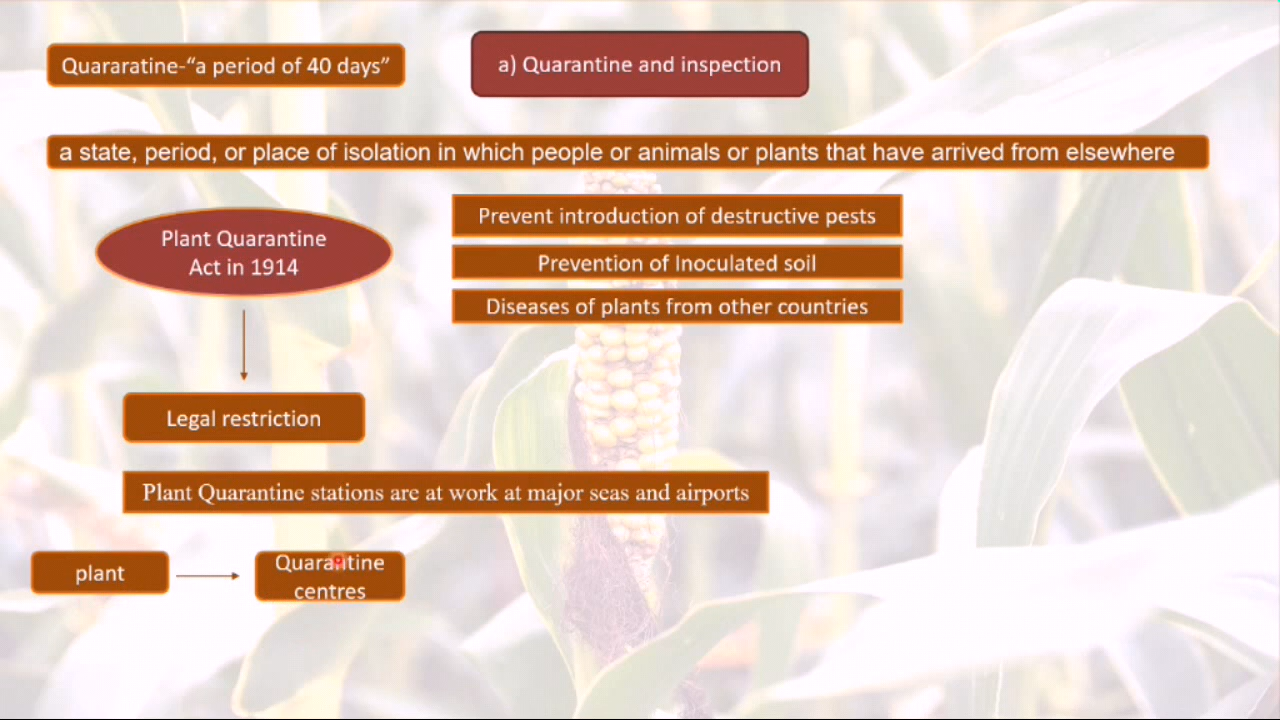 Quararatine-“a period of 40 days”
a) Quarantine and inspection
a state, period, or place of isolation in which people or animals or plants that have arrived from elsewhere
Plant Quarantine
Act in 1914
Prevent introduction of destructive pests
Prevention of Inoculated soil
Diseases of plants from other countries
Legal restriction
Plant Quarantine stations are at work at major seas and airports
plant
Quarantine
centres